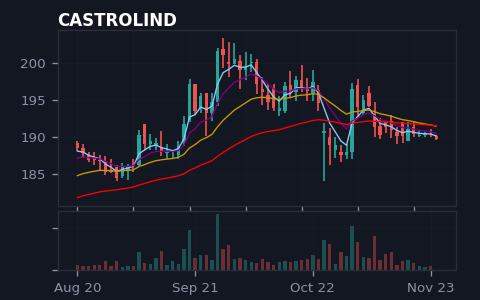 CASTROLIND
200
195
190
185
Aug 20
Sep 21
Oct 22
Nov 23